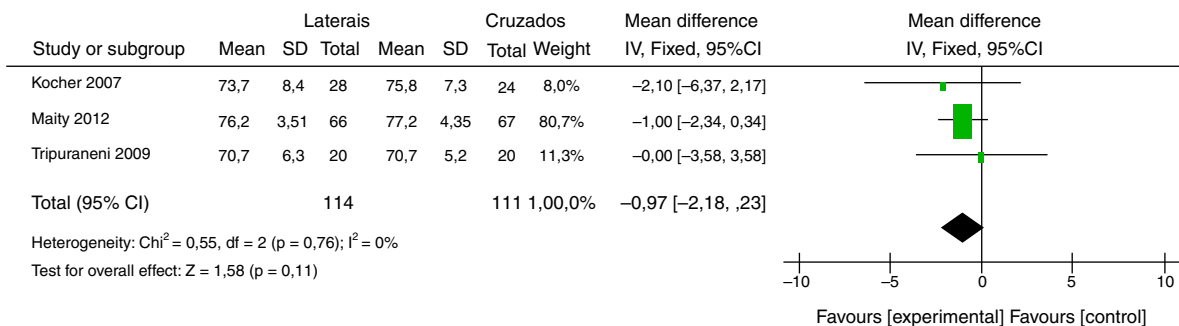 Laterais Cruzados Mean difference Mean difference
Study or subgroup Mean SD Total Mean SD Total Weight IV, Fixed, 95%CI IV, Fixed, 95%CI
Kocher 2007 73,7 8,4 28 75,8 7,3 24 8,0% –2,10 [–6,37, 2,17]
Maity 2012 76,2 3,51 66 77,2 4,35 67 80,7% –1,00 [–2,34, 0,34]
Tripuraneni 2009 70,7 6,3 20 70,7 5,2 20 11,3% –0,00 [–3,58, 3,58]
Total (95% CI) 114 111 1,00,0% –0,97 [–2,18, ,23]
Heterogeneity: Chi² = 0,55, df = 2 (p = 0,76); I² = 0%
Test for overall effect: Z = 1,58 (p = 0,11)
–10 –5 0 5 10
Favours [experimental] Favours [control]